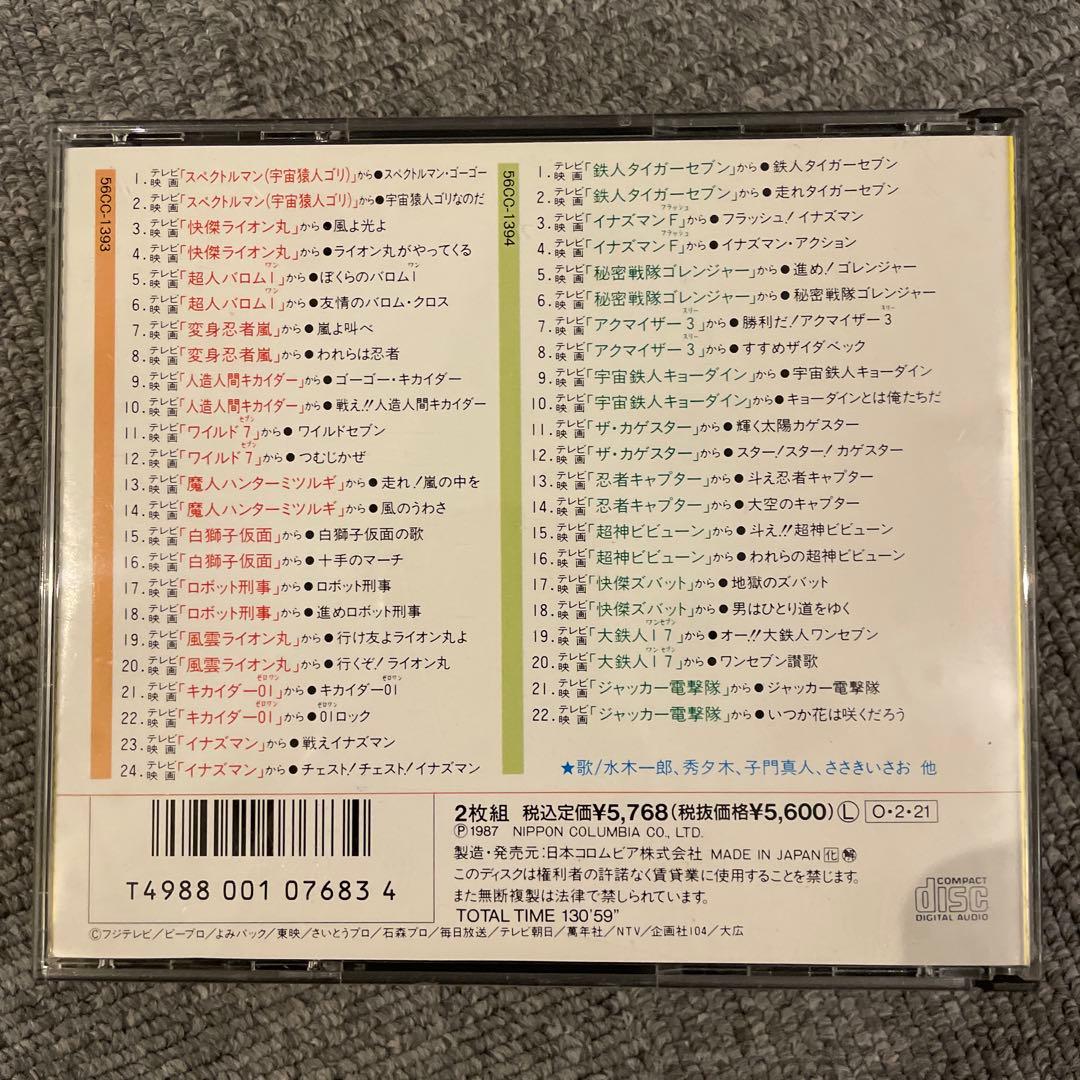 56CC-1393
1. テレビ映画「スペクトルマン(宇宙猿人ゴリ)」から●スペクトルマン・ゴーゴー
2. テレビ映画「スペクトルマン(宇宙猿人ゴリ)」から●宇宙猿人ゴリなのだ
3. テレビ映画「快傑ライオン丸」から●風よ光よ
4. テレビ映画「快傑ライオン丸」から●ライオン丸がやってくる
5. テレビ映画「超人バロム1」から●ぼくらのバロム1
ワン ワン
6. テレビ映画「超人バロム1」から●友情のバロム・クロス
ワン
7. テレビ映画「変身忍者嵐」から●嵐よ叫べ
8. テレビ映画「変身忍者嵐」から●われらは忍者
9. テレビ映画「人造人間キカイダー」から●ゴーゴー・キカイダー
10. テレビ映画「人造人間キカイダー」から●戦え!!人造人間キカイダー
11. テレビ映画「ワイルド7」から●ワイルドセブン
セブン
12. テレビ映画「ワイルド7」から●つむじかぜ
セブン
13. テレビ映画「魔人ハンターミツルギ」から●走れ!嵐の中を
14. テレビ映画「魔人ハンターミツルギ」から●風のうわさ
15. テレビ映画「白獅子仮面」から●白獅子仮面の歌
16. テレビ映画「白獅子仮面」から●十手のマーチ
17. テレビ映画「ロボット刑事」から●ロボット刑事
18. テレビ映画「ロボット刑事」から●進めロボット刑事
19. テレビ映画「風雲ライオン丸」から●行け友よライオン丸よ
20. テレビ映画「風雲ライオン丸」から●行くぞ!ライオン丸
21. テレビ映画「キカイダー01」から●キカイダー01
ゼロワン ゼロワン
22. テレビ映画「キカイダー01」から●01ロック
ゼロワン ゼロワン
23. テレビ映画「イナズマン」から●戦えイナズマン
24. テレビ映画「イナズマン」から●チェスト!チェスト!イナズマン
56CC-1394
1. テレビ映画「鉄人タイガーセブン」から●鉄人タイガーセブン
2. テレビ映画「鉄人タイガーセブン」から●走れタイガーセブン
3. テレビ映画「イナズマンF」から●フラッシュ!イナズマン
フラッシュ
4. テレビ映画「イナズマンF」から●イナズマン・アクション
フラッシュ
5. テレビ映画「秘密戦隊ゴレンジャー」から●進め!ゴレンジャー
6. テレビ映画「秘密戦隊ゴレンジャー」から●秘密戦隊ゴレンジャー
7. テレビ映画「アクマイザー3」から●勝利だ!アクマイザー3
スリー スリー
8. テレビ映画「アクマイザー3」から●すすめザイダベック
スリー
9. テレビ映画「宇宙鉄人キョーダイン」から●宇宙鉄人キョーダイン
10. テレビ映画「宇宙鉄人キョーダイン」から●キョーダインとは俺たちだ
11. テレビ映画「ザ・カゲスター」から●輝く太陽カゲスター
12. テレビ映画「ザ・カゲスター」から●スター!スター!カゲスター
13. テレビ映画「忍者キャプター」から●斗え忍者キャプター
14. テレビ映画「忍者キャプター」から●大空のキャプター
15. テレビ映画「超神ビビューン」から●斗え!!超神ビビューン
16. テレビ映画「超神ビビューン」から●われらの超神ビビューン
17. テレビ映画「快傑ズバット」から●地獄のズバット
18. テレビ映画「快傑ズバット」から●男はひとり道をゆく
19. テレビ映画「大鉄人17」から●オー!!大鉄人ワンセブン
ワンセブン
20. テレビ映画「大鉄人17」から●ワンセブン讃歌
ワンセブン
21. テレビ映画「ジャッカー電撃隊」から●ジャッカー電撃隊
22. テレビ映画「ジャッカー電撃隊」から●いつか花は咲くだろう
★歌/水木一郎、秀夕木、子門真人、ささきいさお 他
2枚組 税込定価¥5,768(税抜価格¥5,600)Ⓛ O・2・21
Ⓟ1987 NIPPON COLUMBIA CO., LTD.
製造・発売元:日本コロムビア株式会社 MADE IN JAPAN 化 解
このディスクは権利者の許諾なく賃貸業に使用することを禁じます。
また無断複製は法律で禁じられています。
TOTAL TIME 130'59"
COMPACT
disc
DIGITAL AUDIO
T4988 001 07683 4
Ⓒフジテレビ/ピープロ/よみパック/東映/さいとうプロ/石森プロ/毎日放送/テレビ朝日/萬年社/NTV/企画社104/大広